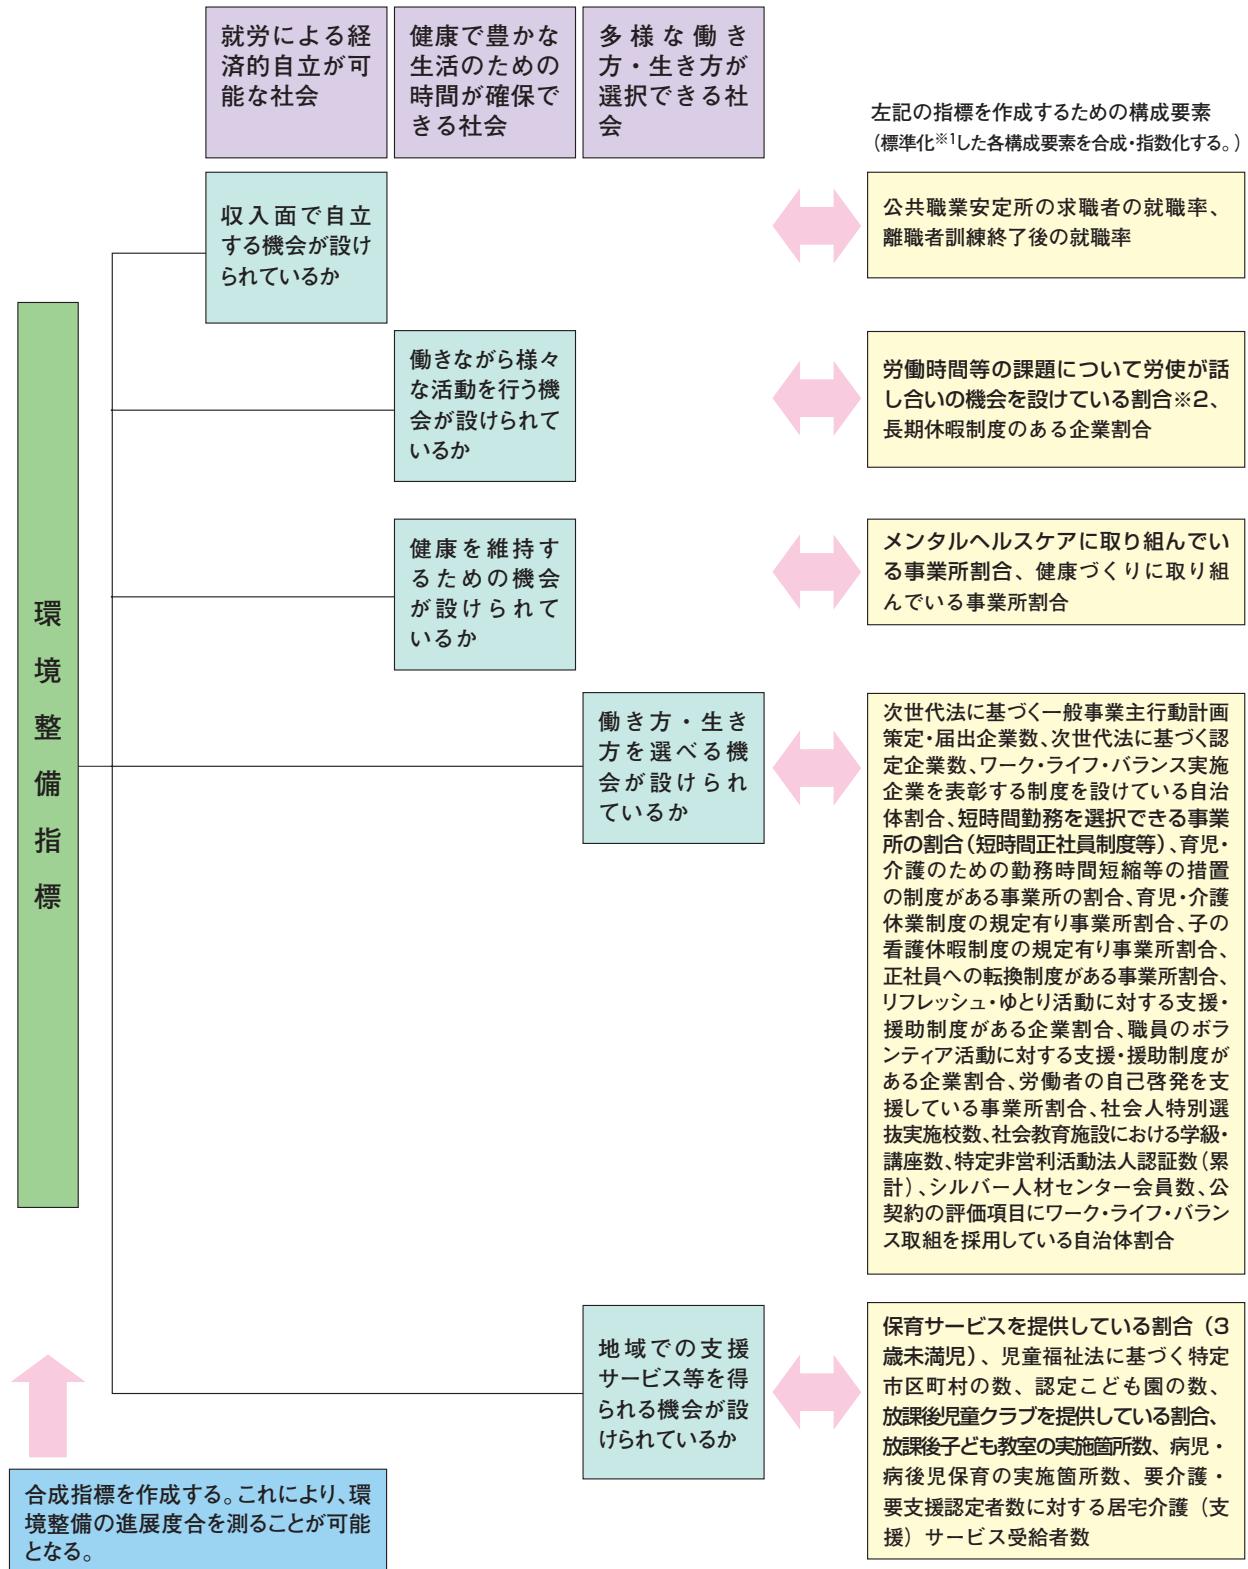 就労による経
済的自立が可
能な社会
健康で豊かな
生活のための
時間が確保で
きる社会
多様な働き
方・生き方が
選択できる社
会
左記の指標を作成するための構成要素
（標準化※1した各構成要素を合成・指数化する。）
収入面で自立
する機会が設け
られているか
公共職業安定所の求職者の就職率、
離職者訓練終了後の就職率
働きながら様々
な活動を行う機
会が設けられて
いるか
労働時間等の課題について労使が話
し合いの機会を設けている割合※2、
長期休暇制度のある企業割合
健康を維持す
るための機会
が設けられて
いるか
メンタルヘルスケアに取り組んでい
る事業所割合、健康づくりに取り組
んでいる事業所割合
環境整備指標
働き方・生き
方を選べる機
会が設けられ
ているか
次世代法に基づく一般事業主行動計画
策定・届出企業数、次世代法に基づく認
定企業数、ワーク・ライフ・バランス実施
企業を表彰する制度を設けている自治
体割合、短時間勤務を選択できる事業
所の割合（短時間正社員制度等）、育児・
介護のための勤務時間短縮等の措置
の制度がある事業所の割合、育児・介護
休業制度の規定有り事業所割合、子の
看護休暇制度の規定有り事業所割合、
正社員への転換制度がある事業所割合、
リフレッシュ・ゆとり活動に対する支援・
援助制度がある企業割合、職員のボラ
ンティア活動に対する支援・援助制度が
ある企業割合、労働者の自己啓発を支
援している事業所割合、社会人特別選
抜実施校数、社会教育施設における学級・
講座数、特定非営利活動法人認証数（累
計）、シルバー人材センター会員数、公
契約の評価項目にワーク・ライフ・バラン
ス取組を採用している自治体割合
地域での支援
サービス等を得
られる機会が設
けられているか
保育サービスを提供している割合（3
歳未満児）、児童福祉法に基づく特定
市区町村の数、認定こども園の数、
放課後児童クラブを提供している割合、
放課後子ども教室の実施箇所数、病児・
病後児保育の実施箇所数、要介護・
要支援認定者数に対する居宅介護（支
援）サービス受給者数
合成指標を作成する。これにより、環
境整備の進展度合を測ることが可能
となる。